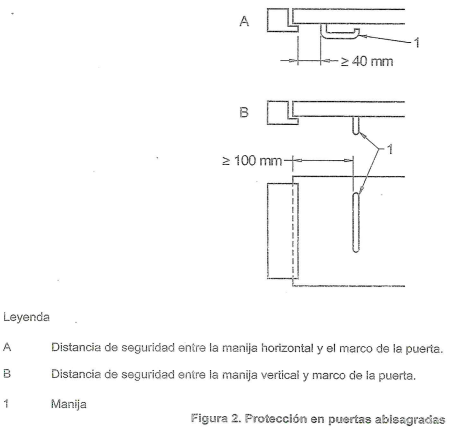 A
1
≥ 40 mm
B
1
≥ 100 mm
Leyenda
A Distancia de seguridad entre la manija horizontal y el marco de la puerta.
B Distancia de seguridad entre la manija vertical y marco de la puerta.
1 Manija
Figura 2. Protección en puertas abisagradas